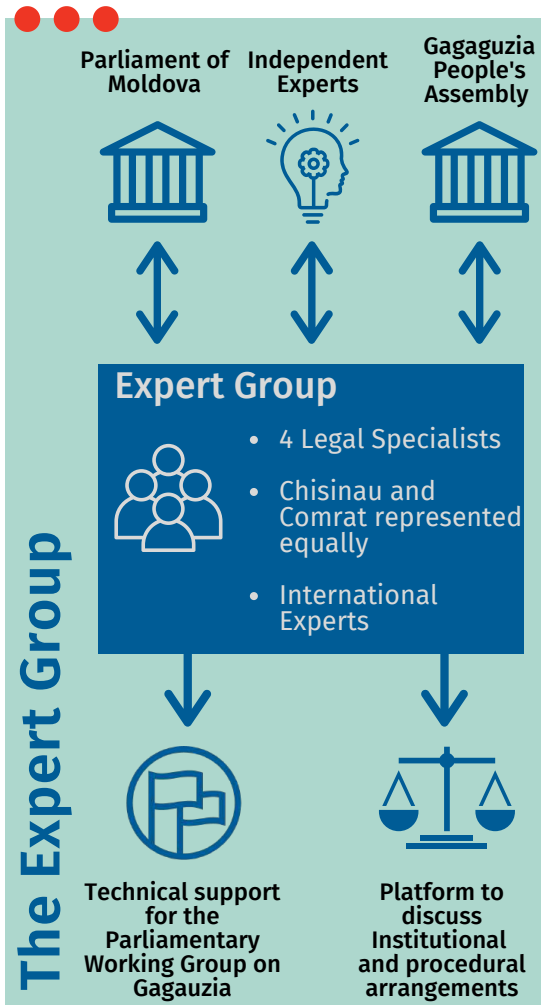 Parliament of
Moldova
Independent
Experts
Gagaguzia
People's
Assembly
Expert Group
• 4 Legal Specialists
• Chisinau and
Comrat represented
equally
• International
Experts
The Expert Group
Technical support
for the
Parliamentary
Working Group on
Gagauzia
Platform to
discuss
Institutional
and procedural
arrangements